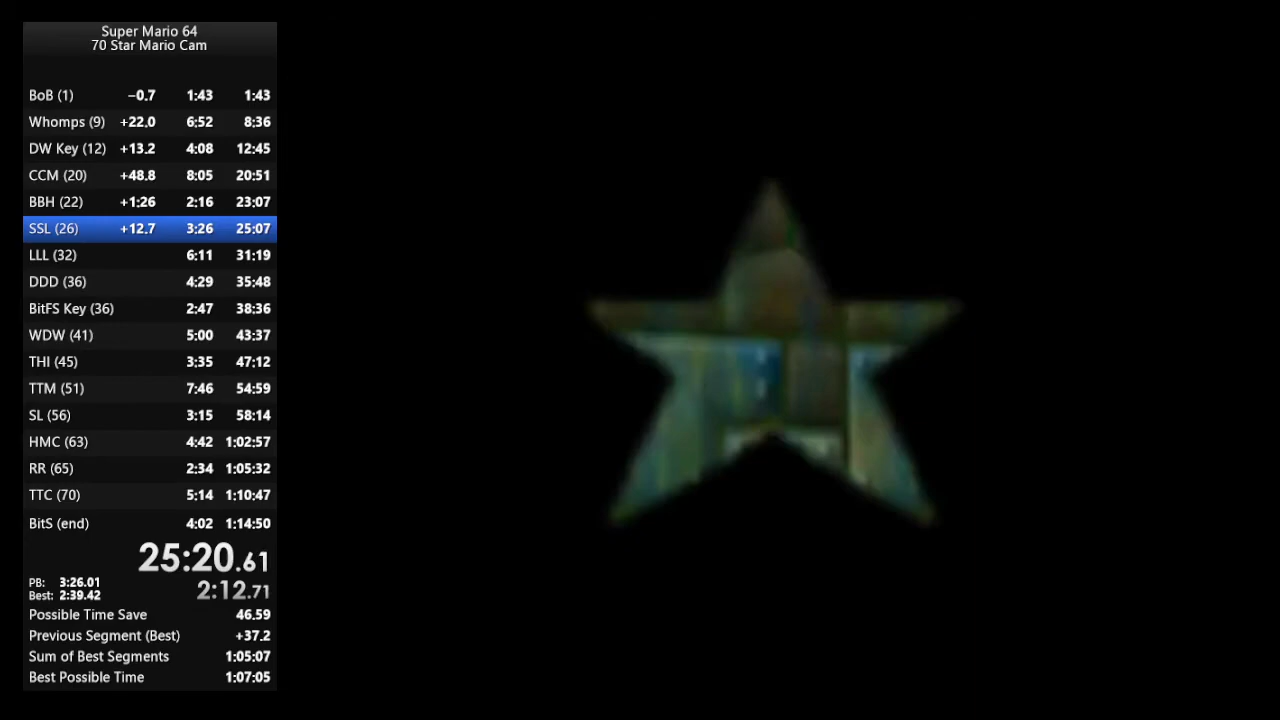 Super Mario 64
70 Star Mario Cam
BoB (1) −0.7 1:43 1:43
Whomps (9) +22.0 6:52 8:36
DW Key (12) +13.2 4:08 12:45
CCM (20) +48.8 8:05 20:51
BBH (22) +1:26 2:16 23:07
SSL (26) +12.7 3:26 25:07
LLL (32) 6:11 31:19
DDD (36) 4:29 35:48
BitFS Key (36) 2:47 38:36
WDW (41) 5:00 43:37
THI (45) 3:35 47:12
TTM (51) 7:46 54:59
SL (56) 3:15 58:14
HMC (63) 4:42 1:02:57
RR (65) 2:34 1:05:32
TTC (70) 5:14 1:10:47
BitS (end) 4:02 1:14:50
25:20.61
PB: 3:26.01
Best: 2:39.42 2:12.71
Possible Time Save 46.59
Previous Segment (Best) +37.2
Sum of Best Segments 1:05:07
Best Possible Time 1:07:05